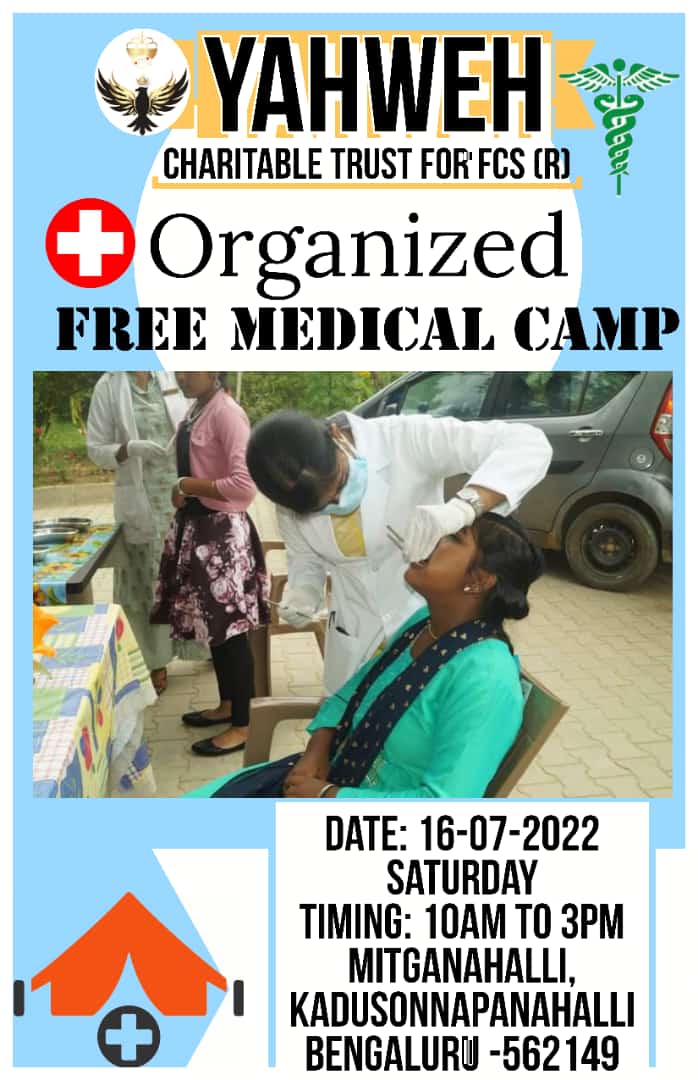 YAHWEH
CHARITABLE TRUST FOR FCS (R)
Organized
FREE MEDICAL CAMP
DATE: 16-07-2022
SATURDAY
TIMING: 10AM TO 3PM
MITGANAHALLI,
KADUSONNAPANAHALLI
BENGALURU -562149